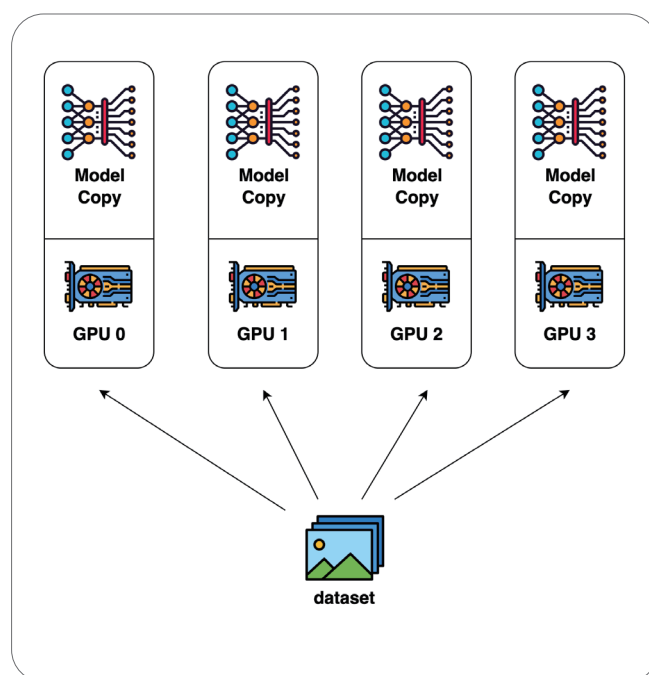 Model
Copy
GPU 0
Model
Copy
GPU 1
Model
Copy
GPU 2
Model
Copy
GPU 3
dataset